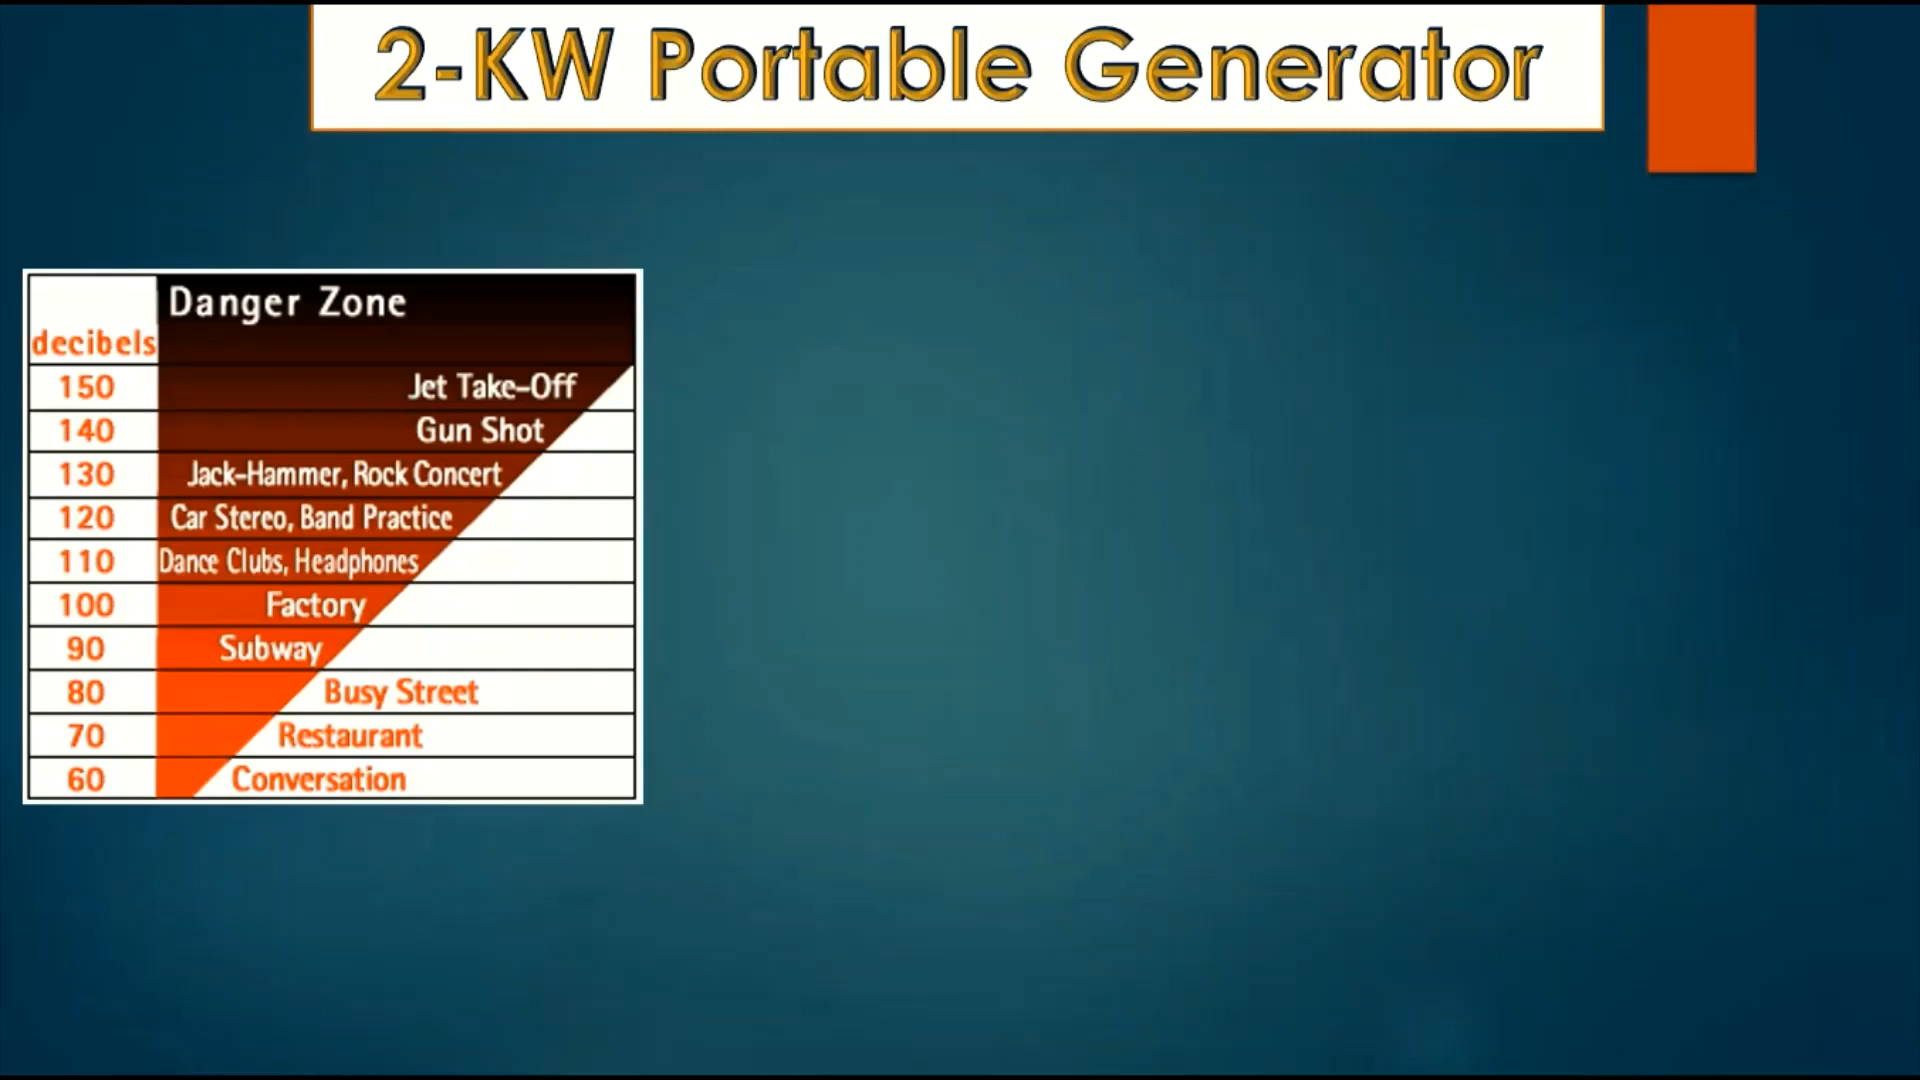 2-KW Portable Generator
Danger Zone
decibels
150 Jet Take-Off
140 Gun Shot
130 Jack-Hammer, Rock Concert
120 Car Stereo, Band Practice
110 Dance Clubs, Headphones
100 Factory
90 Subway
80 Busy Street
70 Restaurant
60 Conversation